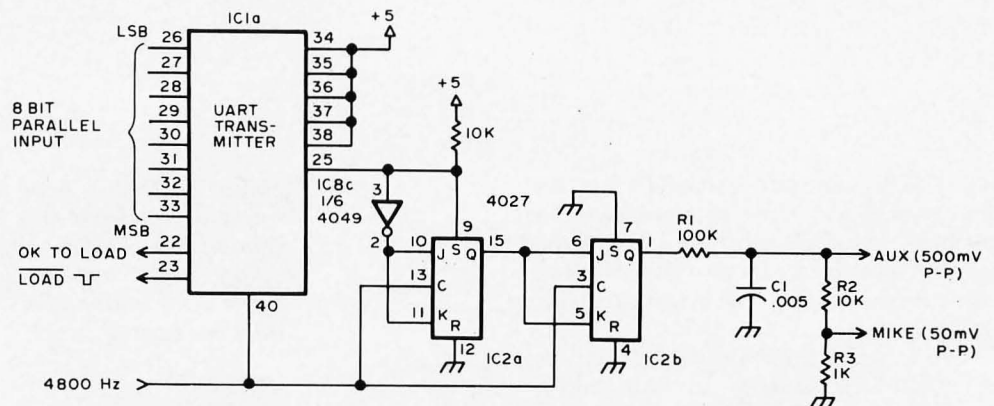 IC1a
LSB
26
27
28
29
30
31
32
33
MSB
8 BIT
PARALLEL
INPUT
UART
TRANS-
MITTER
34
35
36
37
38
25
+5
+5
10K
OK TO LOAD
22
LOAD
23
40
IC8c
1/6
4049
3
2
4027
9
10
J S Q
15
13
C
11
K
R
12
IC2a
7
6
J S Q
1
3
C
5
K
R
4
IC2b
R1
100K
C1
.005
AUX (500mV
P-P)
R2
10K
MIKE (50mV
P-P)
R3
1K
4800 Hz